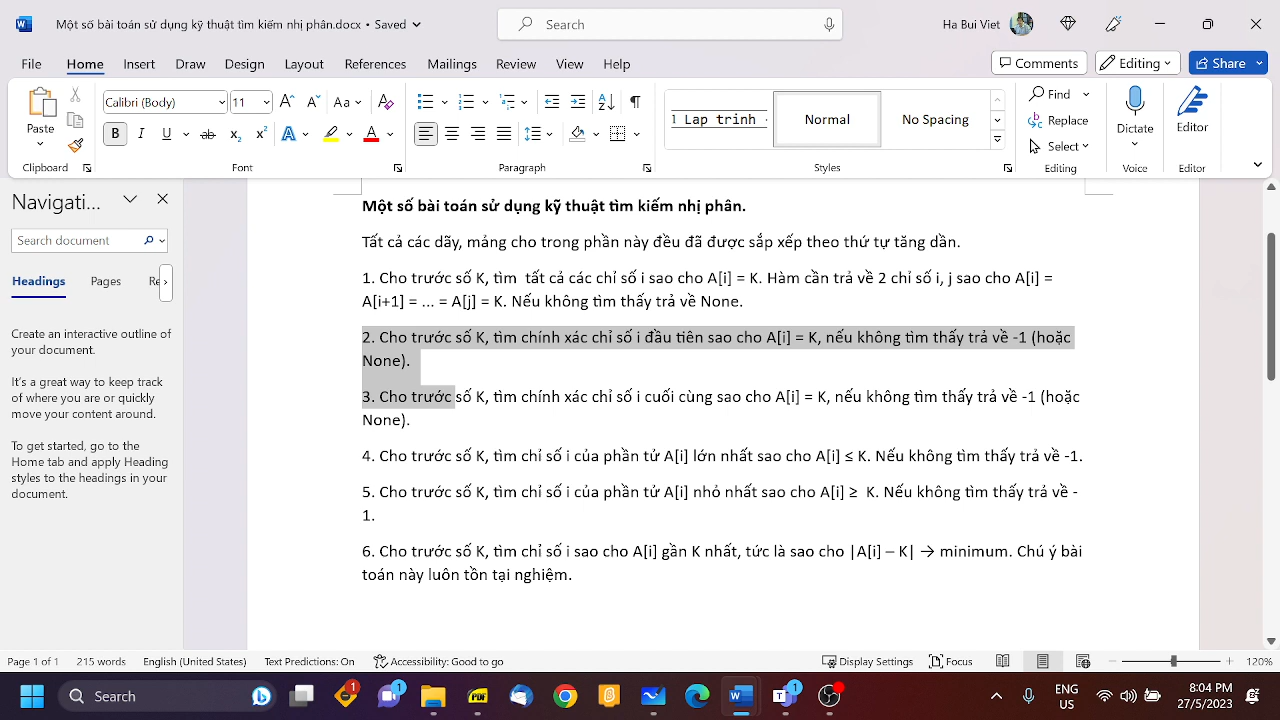 Một số bài toán sử dụng kỹ thuật tìm kiếm nhị phân.docx • Saved
Search
Ha Bui Viet
File Home Insert Draw Design Layout References Mailings Review View Help
Comments Editing Share
Paste
Calibri (Body) 11 Aa
B I U ab x₂ x² A A
1 Lap trinh
Normal
No Spacing
Find
Replace
Select
Dictate
Editor
Clipboard Font Paragraph Styles Editing Voice Editor
Navigati...
Search document
Headings Pages Re
Create an interactive outline of
your document.
It's a great way to keep track
of where you are or quickly
move your content around.
To get started, go to the
Home tab and apply Heading
styles to the headings in your
document.
Một số bài toán sử dụng kỹ thuật tìm kiếm nhị phân.
Tất cả các dãy, mảng cho trong phần này đều đã được sắp xếp theo thứ tự tăng dần.
1. Cho trước số K, tìm  tất cả các chỉ số i sao cho A[i] = K. Hàm cần trả về 2 chỉ số i, j sao cho A[i] =
A[i+1] = ... = A[j] = K. Nếu không tìm thấy trả về None.
2. Cho trước số K, tìm chính xác chỉ số i đầu tiên sao cho A[i] = K, nếu không tìm thấy trả về -1 (hoặc
None).
3. Cho trước số K, tìm chính xác chỉ số i cuối cùng sao cho A[i] = K, nếu không tìm thấy trả về -1 (hoặc
None).
4. Cho trước số K, tìm chỉ số i của phần tử A[i] lớn nhất sao cho A[i] ≤ K. Nếu không tìm thấy trả về -1.
5. Cho trước số K, tìm chỉ số i của phần tử A[i] nhỏ nhất sao cho A[i] ≥  K. Nếu không tìm thấy trả về -
1.
6. Cho trước số K, tìm chỉ số i sao cho A[i] gần K nhất, tức là sao cho |A[i] – K| → minimum. Chú ý bài
toán này luôn tồn tại nghiệm.
Page 1 of 1 215 words English (United States) Text Predictions: On Accessibility: Good to go Display Settings Focus 120%
Search
1 1 PDF 1
ENG
US
8:04 PM
27/5/2023